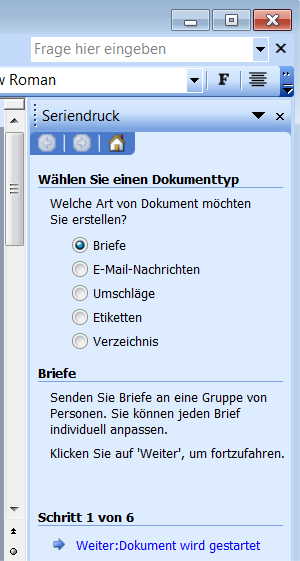 Frage hier eingeben
w Roman
F
Seriendruck
Wählen Sie einen Dokumenttyp
Welche Art von Dokument möchten
Sie erstellen?
Briefe
E-Mail-Nachrichten
Umschläge
Etiketten
Verzeichnis
Briefe
Senden Sie Briefe an eine Gruppe von
Personen. Sie können jeden Brief
individuell anpassen.
Klicken Sie auf 'Weiter', um fortzufahren.
Schritt 1 von 6
Weiter:Dokument wird gestartet